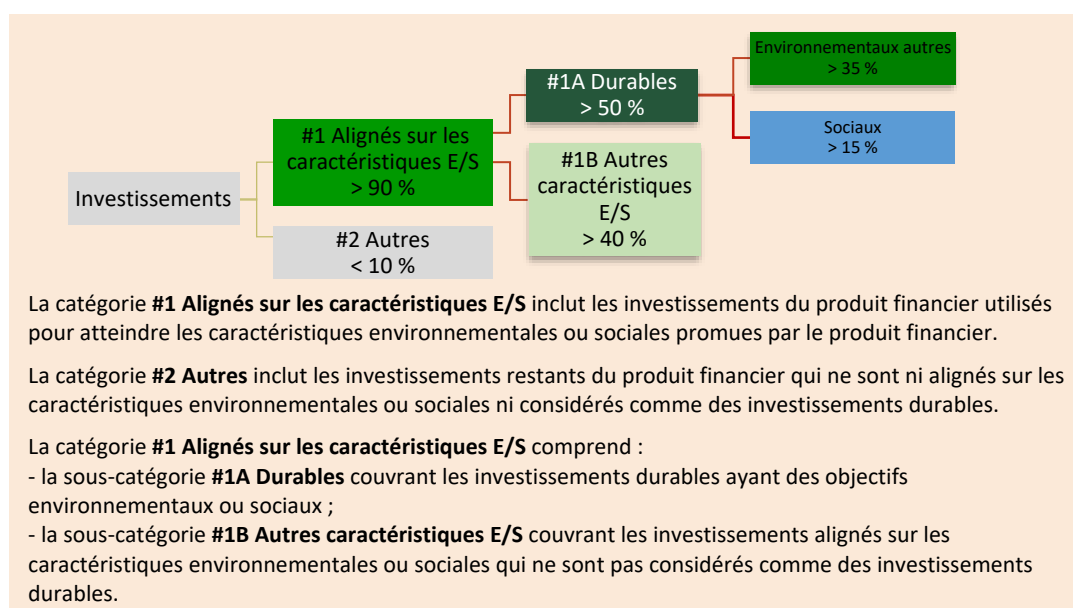 Environnementaux autres
> 35 %
#1A Durables
> 50 %
Sociaux
> 15 %
#1 Alignés sur les
caractéristiques E/S
> 90 %
#1B Autres
caractéristiques
E/S
> 40 %
Investissements
#2 Autres
< 10 %
La catégorie #1 Alignés sur les caractéristiques E/S inclut les investissements du produit financier utilisés
pour atteindre les caractéristiques environnementales ou sociales promues par le produit financier.
La catégorie #2 Autres inclut les investissements restants du produit financier qui ne sont ni alignés sur les
caractéristiques environnementales ou sociales ni considérés comme des investissements durables.
La catégorie #1 Alignés sur les caractéristiques E/S comprend :
- la sous-catégorie #1A Durables couvrant les investissements durables ayant des objectifs
environnementaux ou sociaux ;
- la sous-catégorie #1B Autres caractéristiques E/S couvrant les investissements alignés sur les
caractéristiques environnementales ou sociales qui ne sont pas considérés comme des investissements
durables.